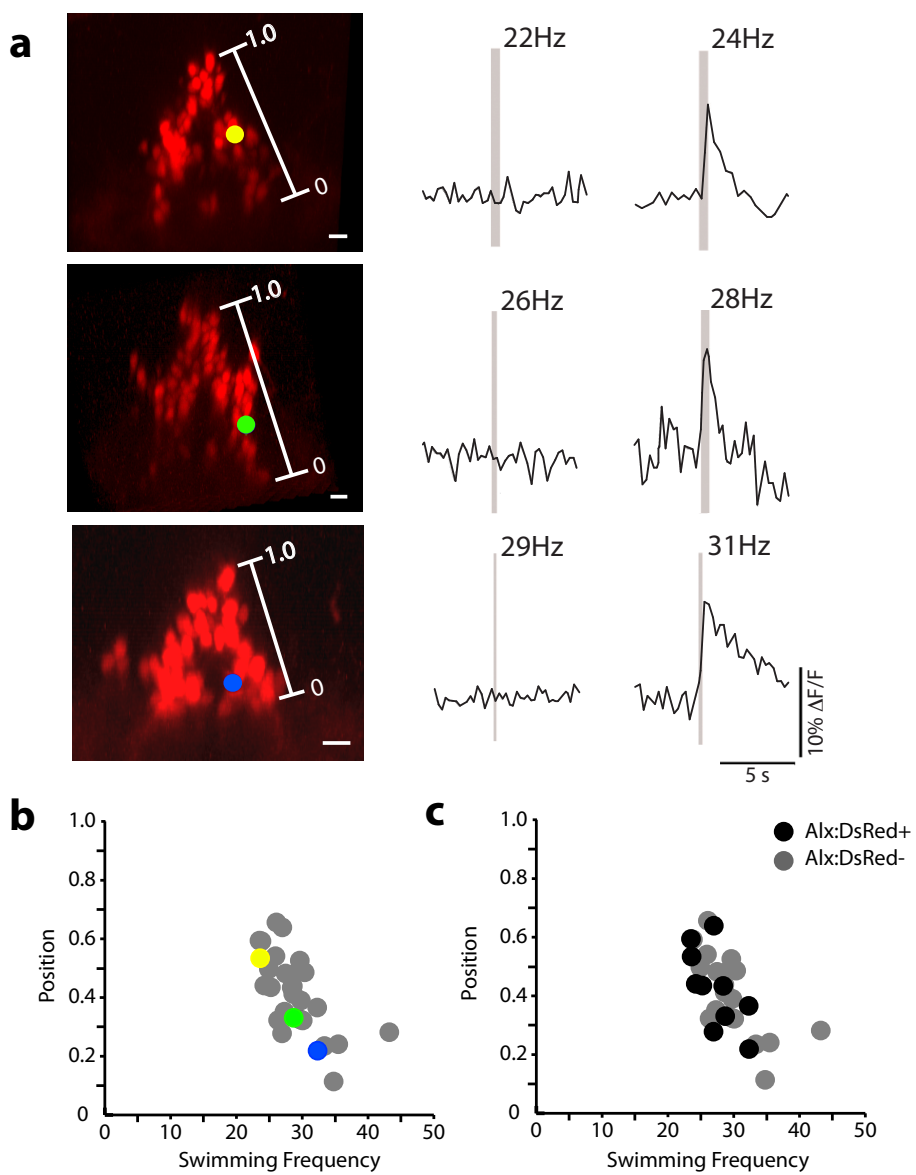 a
1.0
0
22Hz
24Hz
1.0
0
26Hz
28Hz
1.0
0
29Hz
31Hz
10% ΔF/F
5 s
b
1.0
0.8
0.6
0.4
0.2
0
Position
0
10
20
30
40
50
Swimming Frequency
c
Alx:DsRed+
Alx:DsRed-
1.0
0.8
0.6
0.4
0.2
0
Position
0
10
20
30
40
50
Swimming Frequency